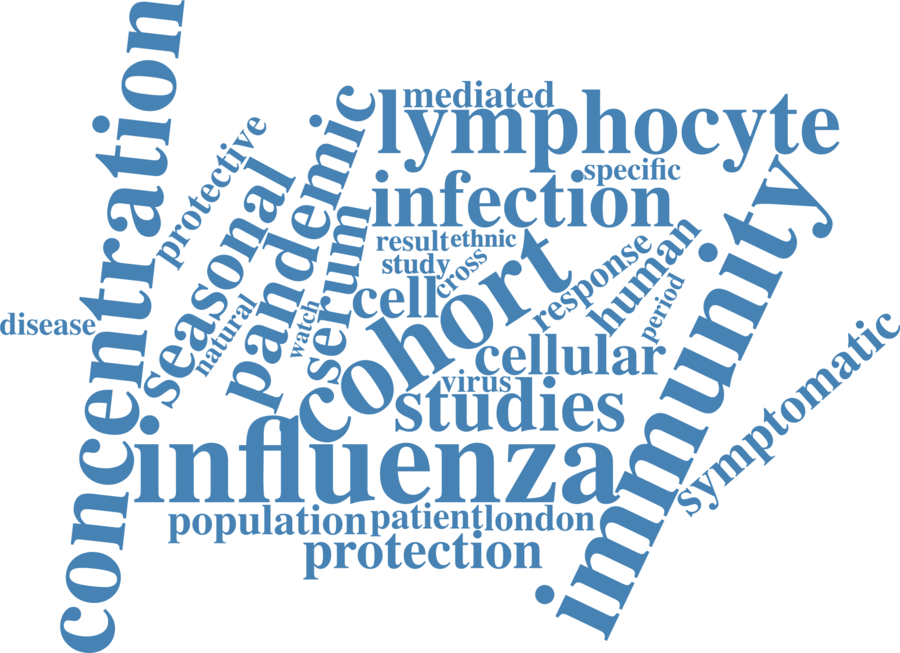 concentration
mediated
lymphocyte
protective
pandemic
seasonal
specific
infection
immunity
serum
result
ethnic
study
cross
human
response
cell
cohort
period
natural
watch
disease
symptomatic
cellular
virus
studies
influenza
population
patient
london
protection